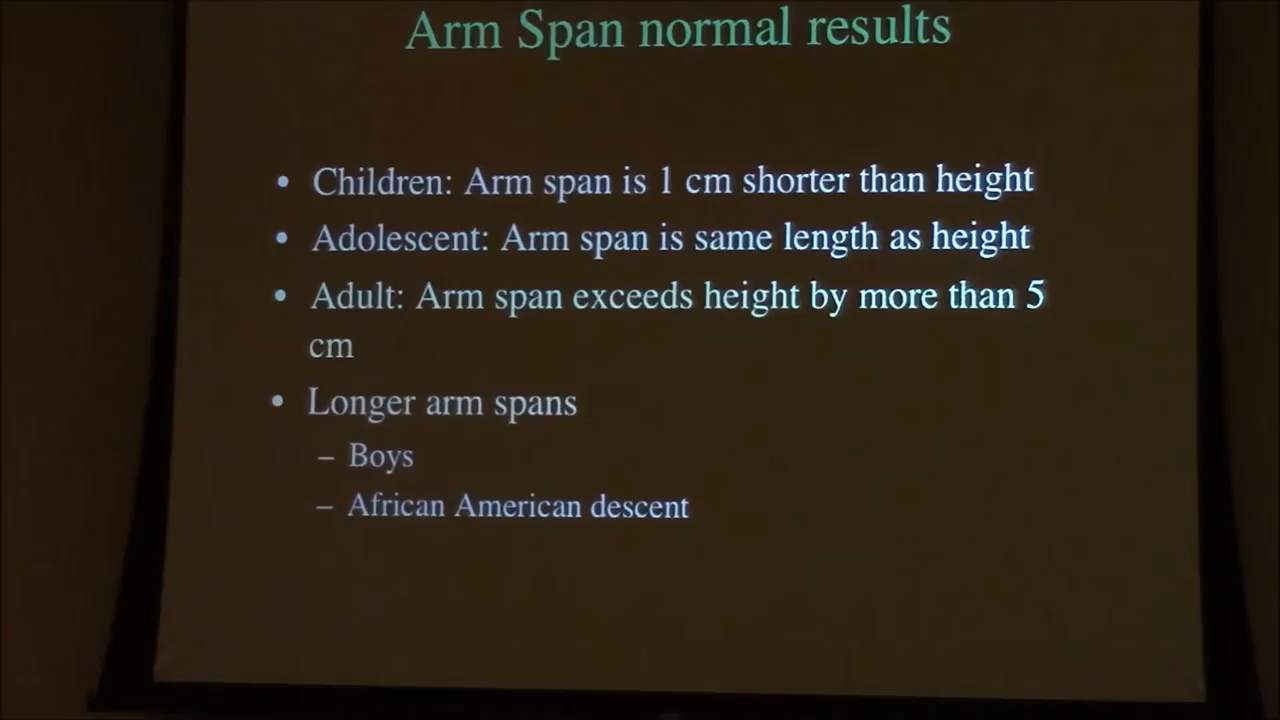 Arm Span normal results
• Children: Arm span is 1 cm shorter than height
• Adolescent: Arm span is same length as height
• Adult: Arm span exceeds height by more than 5
cm
• Longer arm spans
– Boys
– African American descent